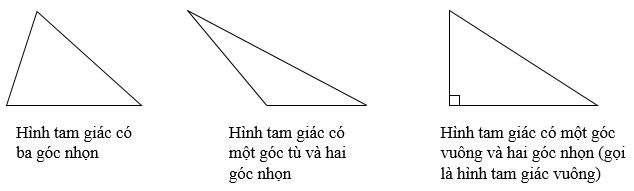 Hình tam giác có
ba góc nhọn
Hình tam giác có
một góc tù và hai
góc nhọn
Hình tam giác có một góc
vuông và hai góc nhọn (gọi
là hình tam giác vuông)